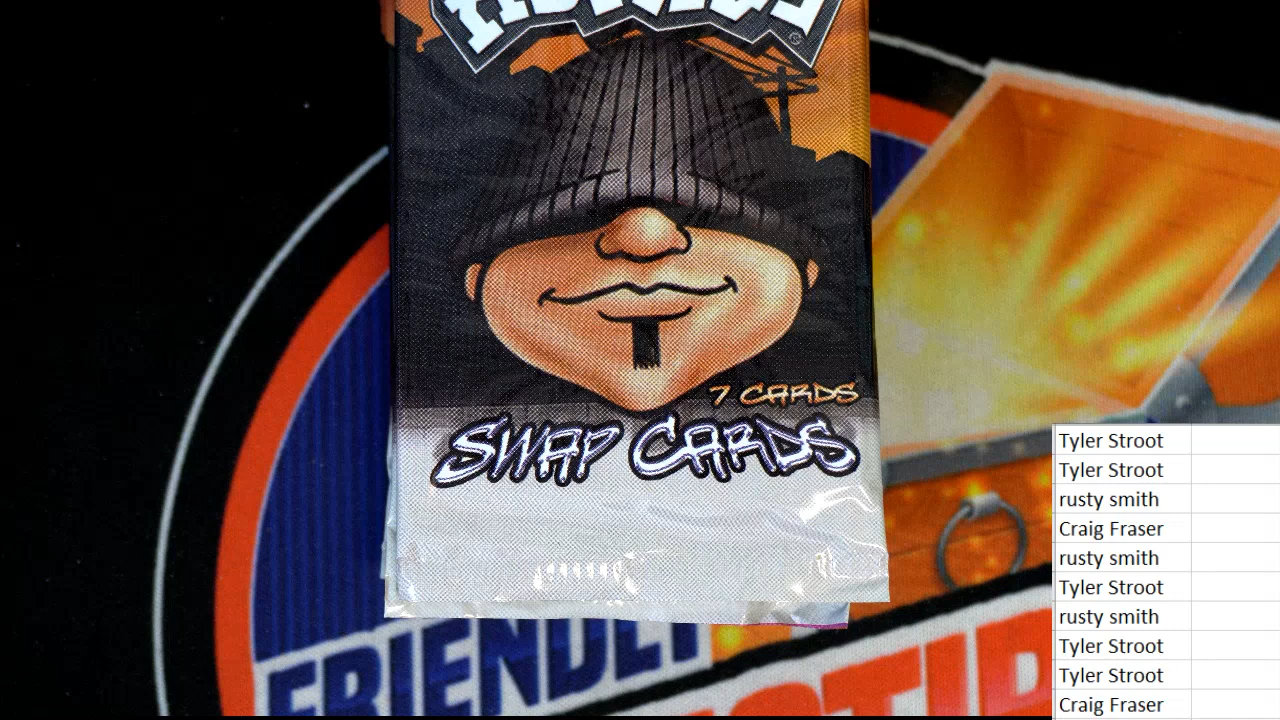 7 CARDS
SWAP CARDS
FRIENDLY
Tyler Stroot
Tyler Stroot
rusty smith
Craig Fraser
rusty smith
Tyler Stroot
rusty smith
Tyler Stroot
Tyler Stroot
Craig Fraser